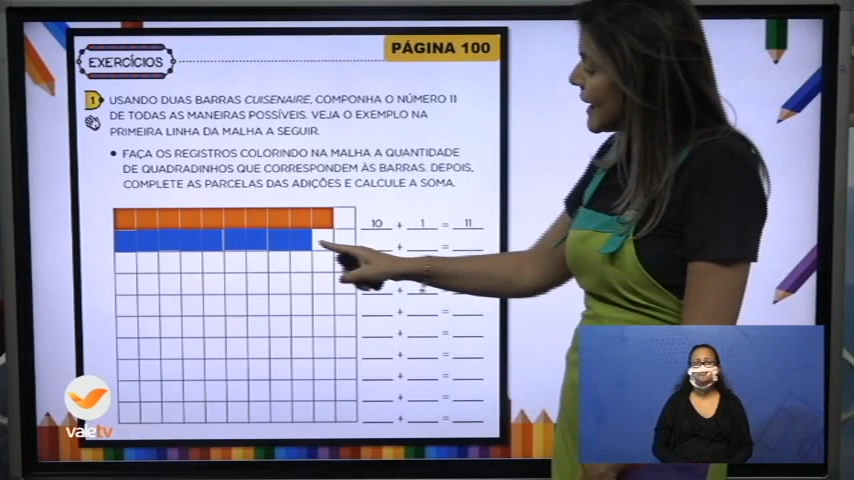 PÁGINA 100
EXERCÍCIOS
1 USANDO DUAS BARRAS CUISENAIRE, COMPONHA O NÚMERO 11
DE TODAS AS MANEIRAS POSSÍVEIS. VEJA O EXEMPLO NA
PRIMEIRA LINHA DA MALHA A SEGUIR.
• FAÇA OS REGISTROS COLORINDO NA MALHA A QUANTIDADE
DE QUADRADINHOS QUE CORRESPONDEM ÀS BARRAS. DEPOIS,
COMPLETE AS PARCELAS DAS ADIÇÕES E CALCULE A SOMA.
10 + 1 = 11
+ =
+ =
+ =
+ =
+ =
+ =
+ =
+ =
valetv